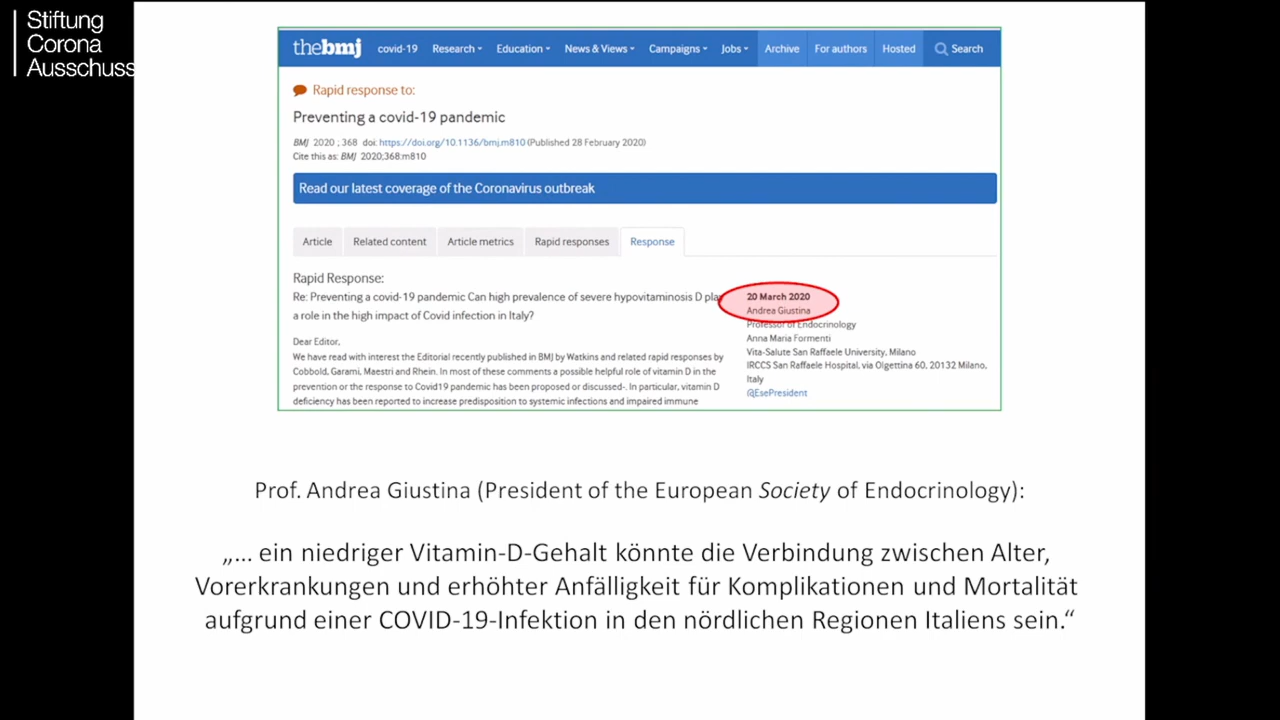 Stiftung
Corona
Ausschuss
thebmj covid-19 Research Education News & Views Campaigns Jobs Archive For authors Hosted Search
Rapid response to:
Preventing a covid-19 pandemic
BMJ 2020 ; 368 doi: https://doi.org/10.1136/bmj.m810 (Published 28 February 2020)
Cite this as: BMJ 2020;368:m810
Read our latest coverage of the Coronavirus outbreak
Article Related content Article metrics Rapid responses Response
Rapid Response:
Re: Preventing a covid-19 pandemic Can high prevalence of severe hypovitaminosis D play
a role in the high impact of Covid infection in Italy?
Dear Editor,
We have read with interest the Editorial recently published in BMJ by Watkins and related rapid responses by
Cobbold, Garami, Maestri and Rhein. In most of these comments a possible helpful role of vitamin D in the
prevention or the response to Covid19 pandemic has been proposed or discussed-. In particular, vitamin D
deficiency has been reported to increase predisposition to systemic infections and impaired immune
20 March 2020
Andrea Giustina
Professor of Endocrinology
Anna Maria Formenti
Vita-Salute San Raffaele University, Milano
IRCCS San Raffaele Hospital, via Olgettina 60, 20132 Milano,
Italy
@EsePresident
Prof. Andrea Giustina (President of the European Society of Endocrinology):
„... ein niedriger Vitamin-D-Gehalt könnte die Verbindung zwischen Alter,
Vorerkrankungen und erhöhter Anfälligkeit für Komplikationen und Mortalität
aufgrund einer COVID-19-Infektion in den nördlichen Regionen Italiens sein.“